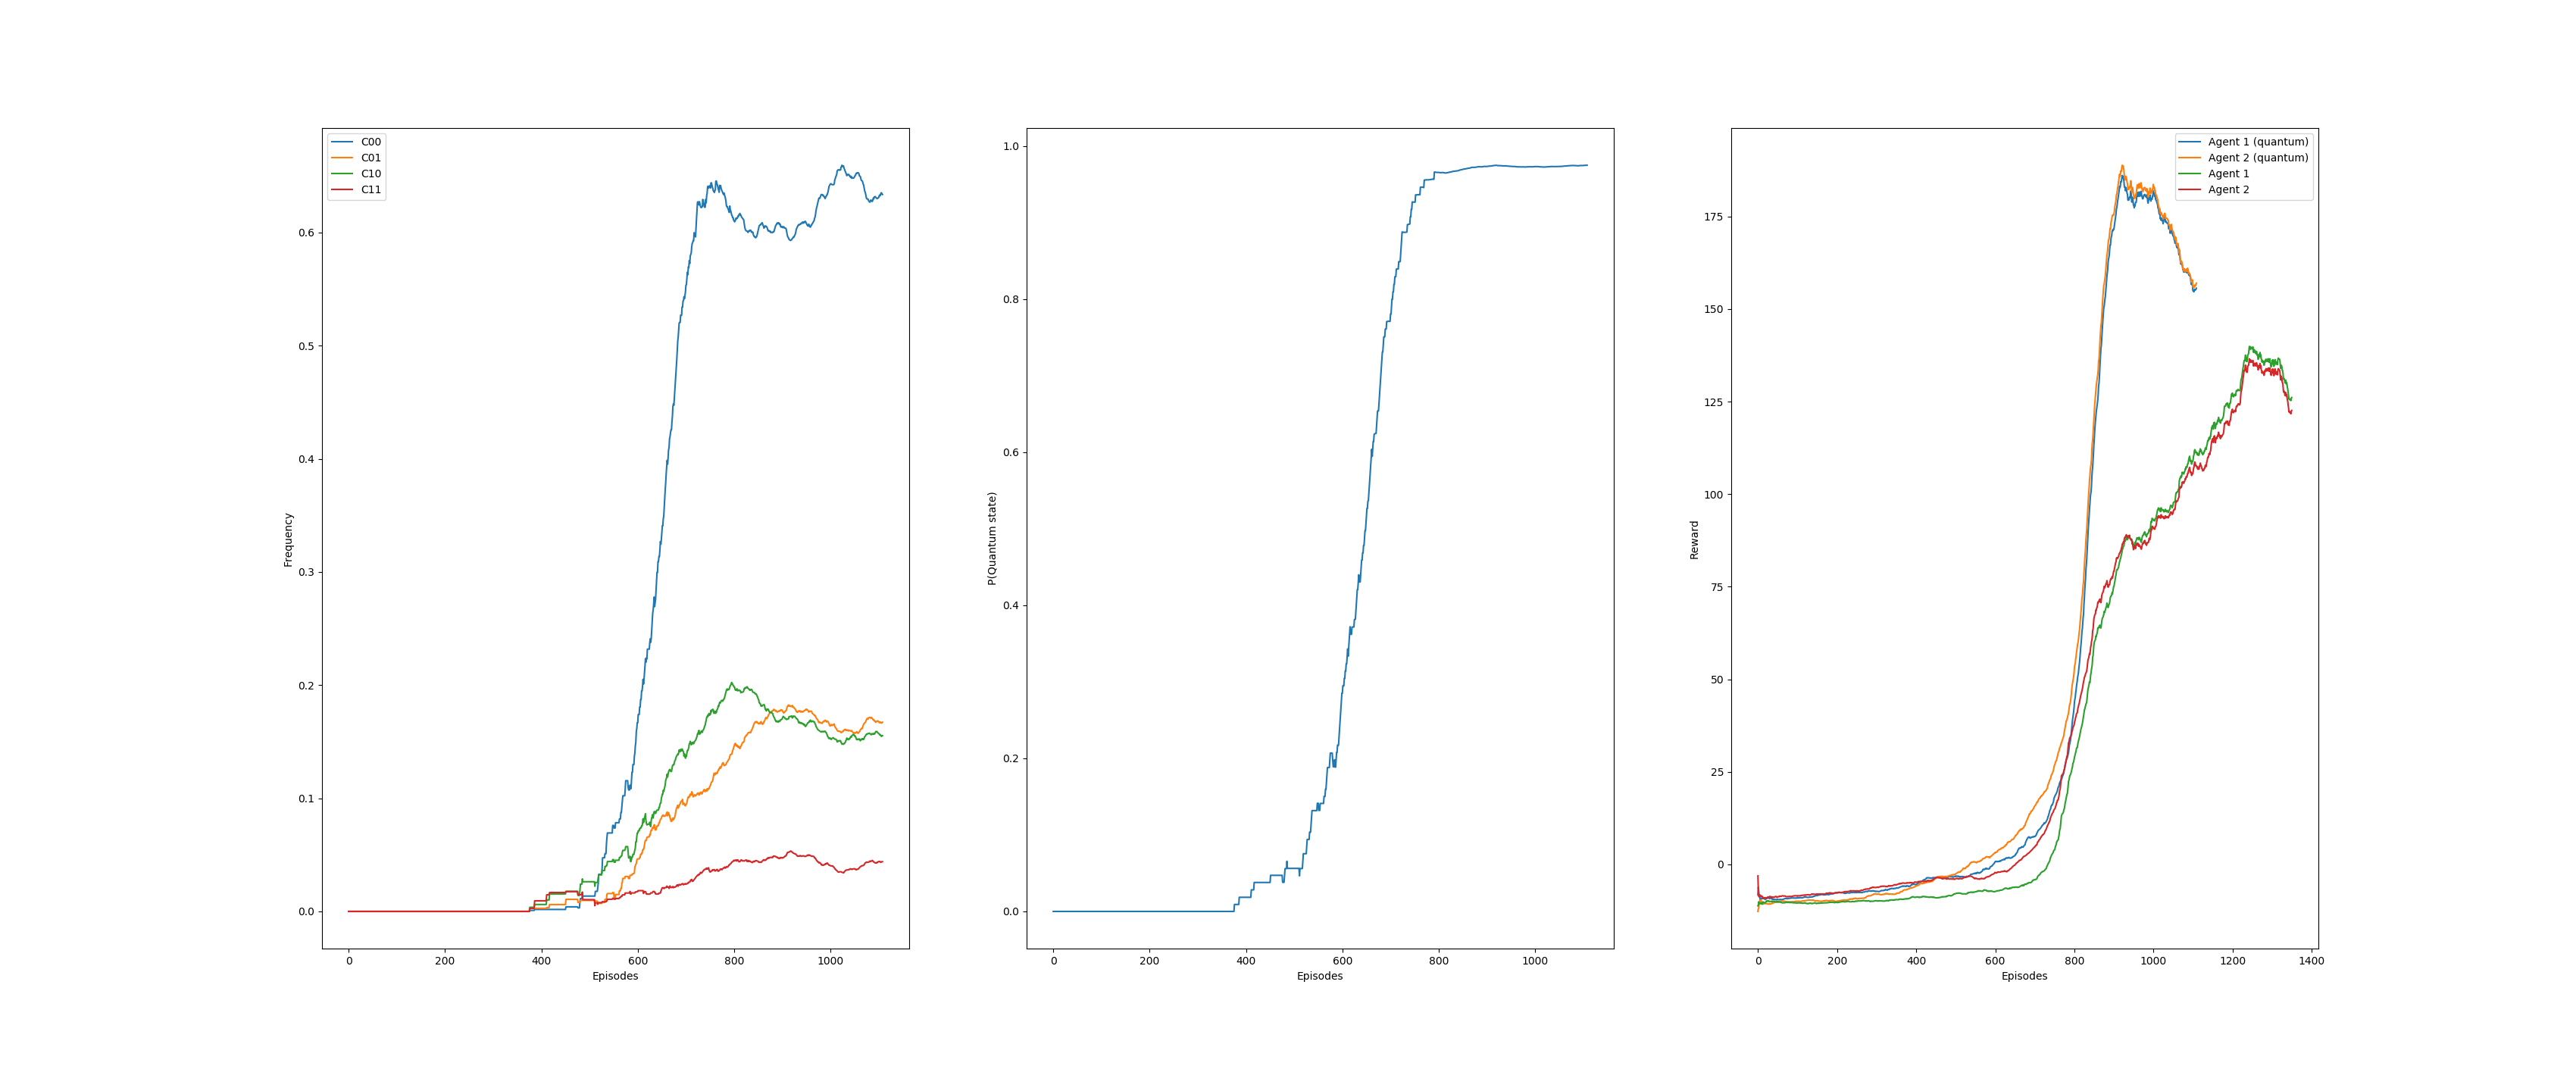 C00
C01
C10
C11
0.6
0.5
0.4
0.3
0.2
0.1
0.0
Frequency
0 200 400 600 800 1000
Episodes
1.0
0.8
0.6
0.4
0.2
0.0
P(Quantum state)
0 200 400 600 800 1000
Episodes
Agent 1 (quantum)
Agent 2 (quantum)
Agent 1
Agent 2
175
150
125
100
75
50
25
0
Reward
0 200 400 600 800 1000 1200 1400
Episodes